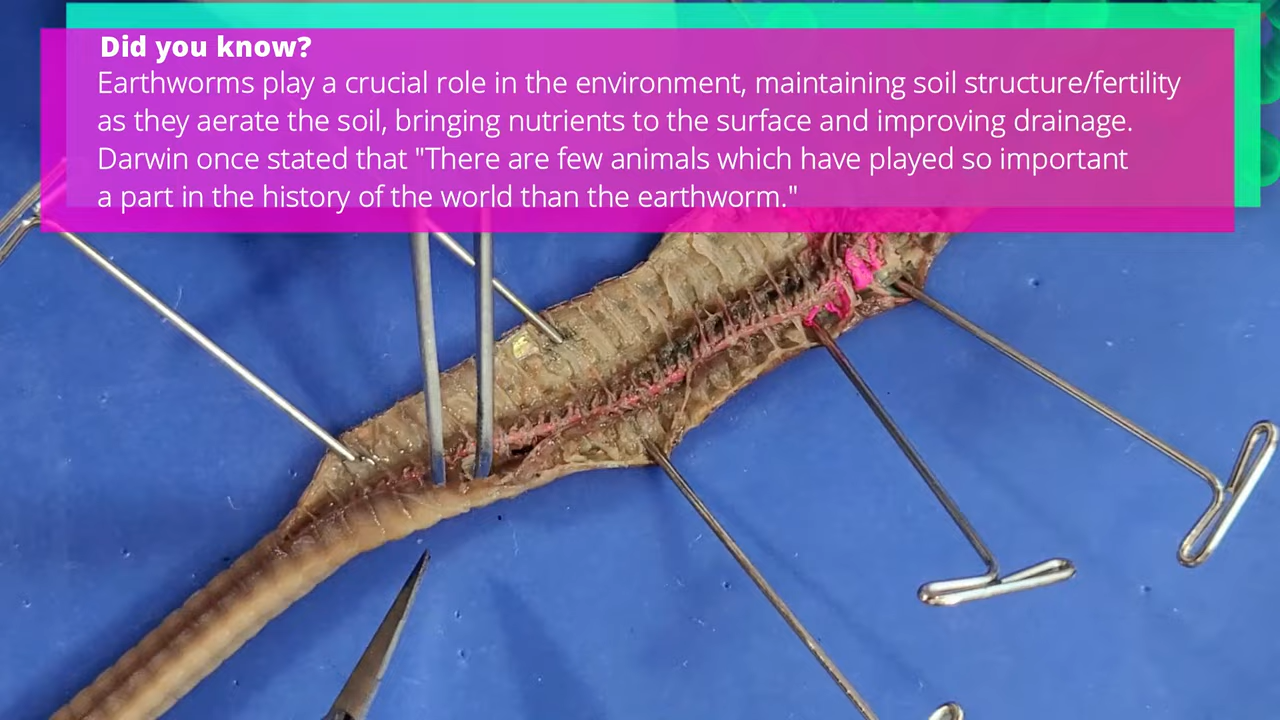 Did you know?
Earthworms play a crucial role in the environment, maintaining soil structure/fertility
as they aerate the soil, bringing nutrients to the surface and improving drainage.
Darwin once stated that "There are few animals which have played so important
a part in the history of the world than the earthworm."